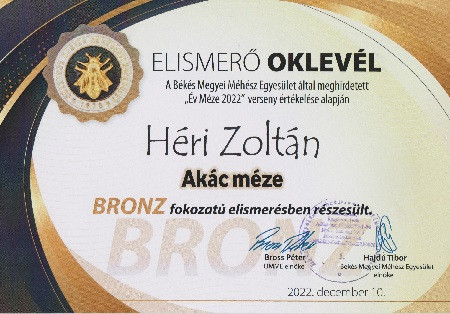 ELISMERŐ OKLEVÉL
A Békés Megyei Méhész Egyesület által meghirdetett
„Év Méze 2022” verseny értékelése alapján
Héri Zoltán
Akác méze
BRONZ fokozatú elismerésben részesült.
BRONZ
Bross Péter
OMVE elnöke
Hajdú Tibor
Békés Megyei Méhész Egyesület
elnöke
2022. december 10.